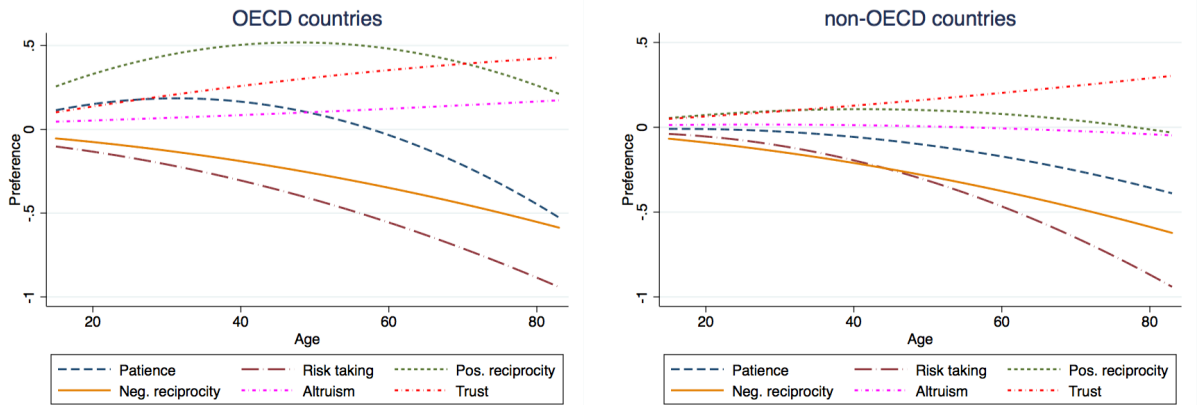 OECD countries
Preference
.5
0
-.5
-1
20 40 60 80
Age
Patience Risk taking Pos. reciprocity
Neg. reciprocity Altruism Trust
non-OECD countries
Preference
.5
0
-.5
-1
20 40 60 80
Age
Patience Risk taking Pos. reciprocity
Neg. reciprocity Altruism Trust